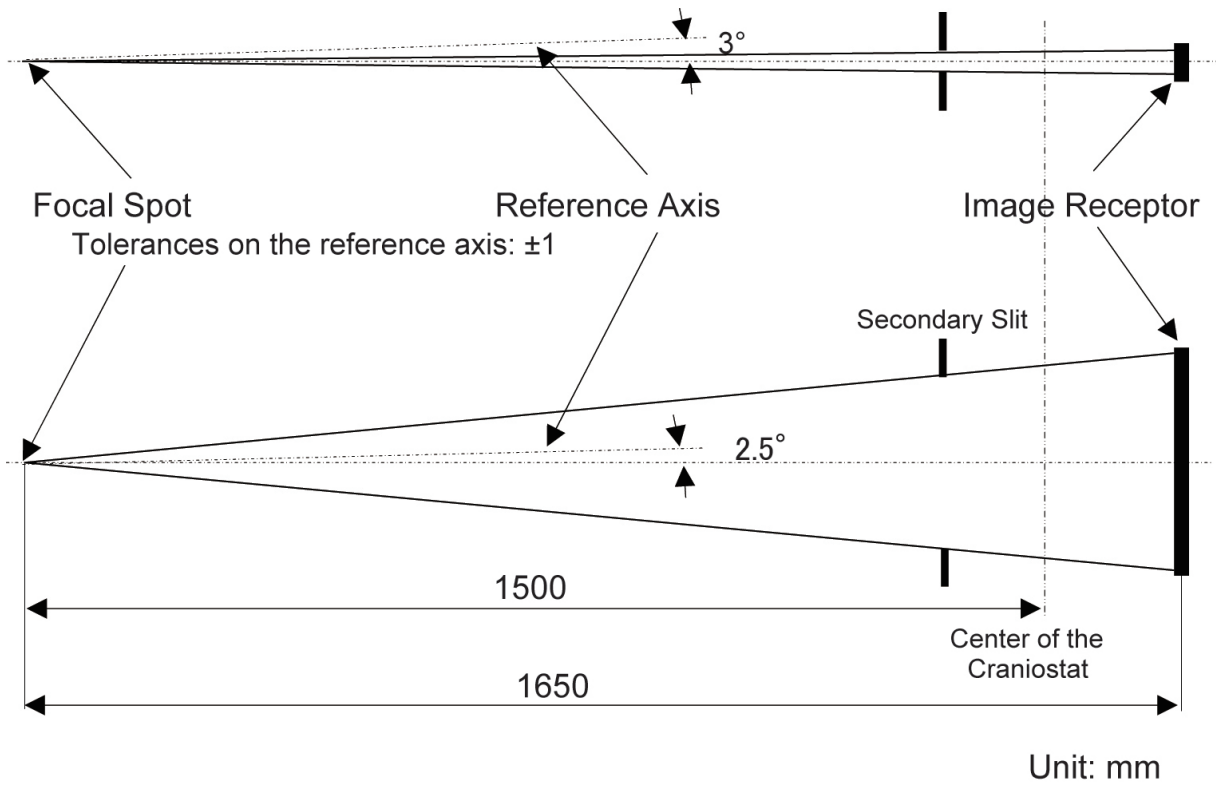 3°
Focal Spot
Reference Axis
Image Receptor
Tolerances on the reference axis: ±1
Secondary Slit
2.5°
1500
Center of the
Craniostat
1650
Unit: mm